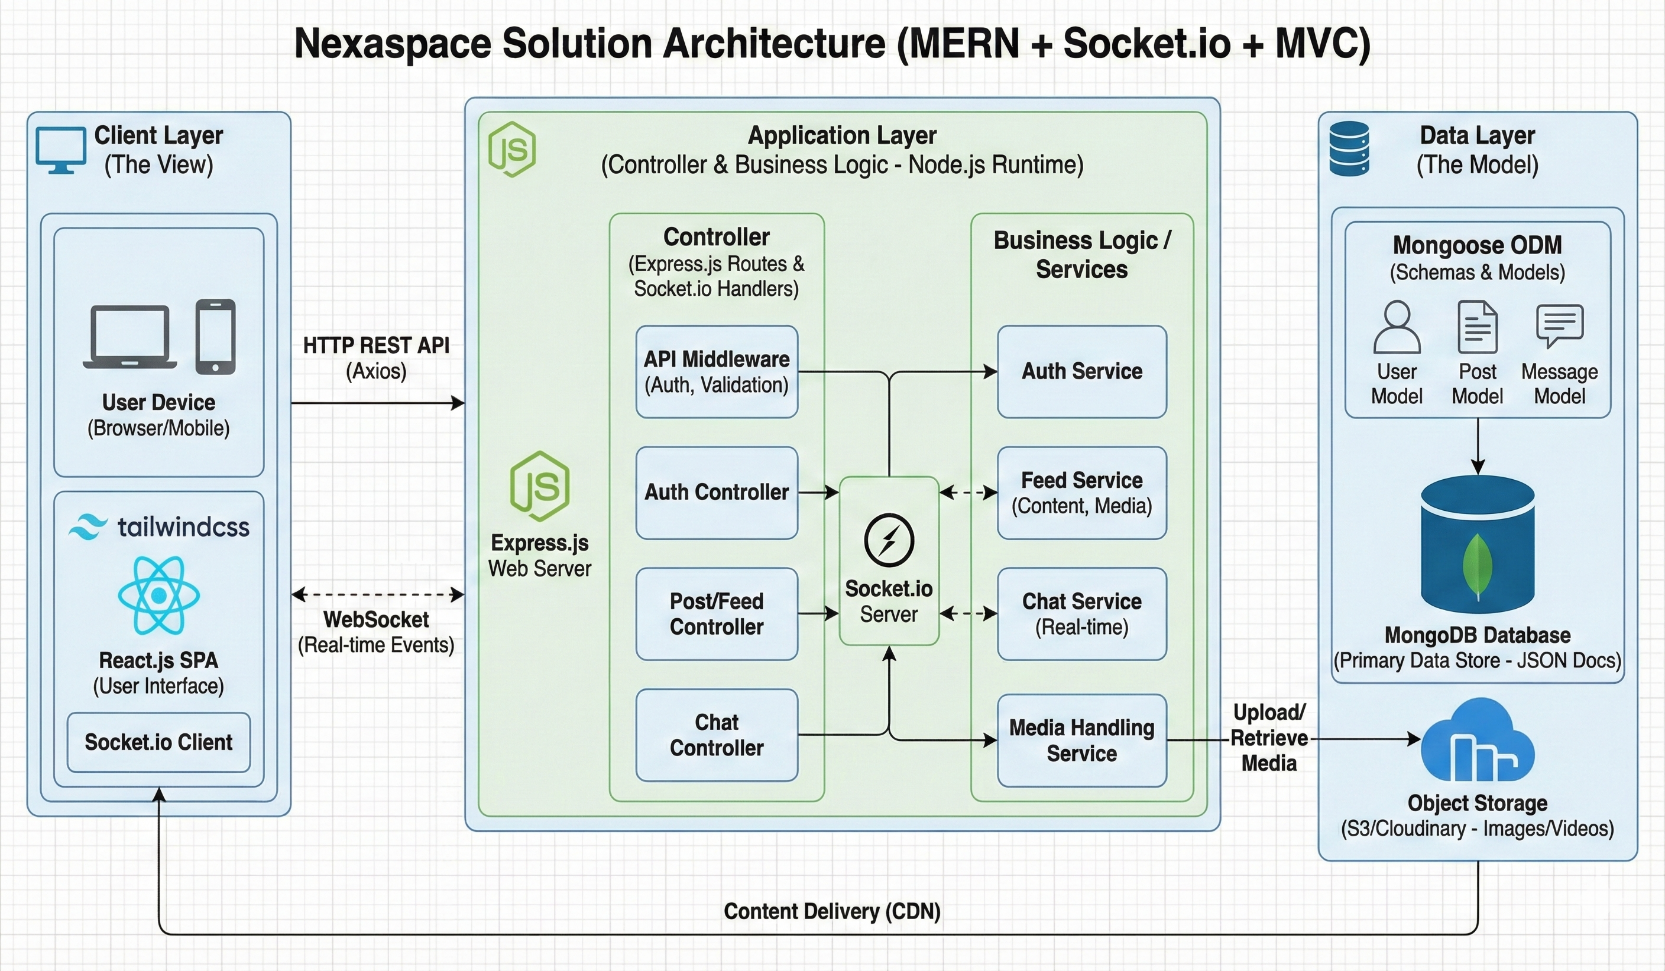 Nexaspace Solution Architecture (MERN + Socket.io + MVC)
Client Layer
(The View)
User Device
(Browser/Mobile)
tailwindcss
React.js SPA
(User Interface)
Socket.io Client
HTTP REST API
(Axios)
WebSocket
(Real-time Events)
JS
Application Layer
(Controller & Business Logic - Node.js Runtime)
JS
Express.js
Web Server
Controller
(Express.js Routes &
Socket.io Handlers)
API Middleware
(Auth, Validation)
Auth Controller
Post/Feed
Controller
Chat
Controller
Socket.io
Server
Business Logic /
Services
Auth Service
Feed Service
(Content, Media)
Chat Service
(Real-time)
Media Handling
Service
Upload/
Retrieve
Media
Data Layer
(The Model)
Mongoose ODM
(Schemas & Models)
User
Model
Post
Model
Message
Model
MongoDB Database
(Primary Data Store - JSON Docs)
Object Storage
(S3/Cloudinary - Images/Videos)
Content Delivery (CDN)